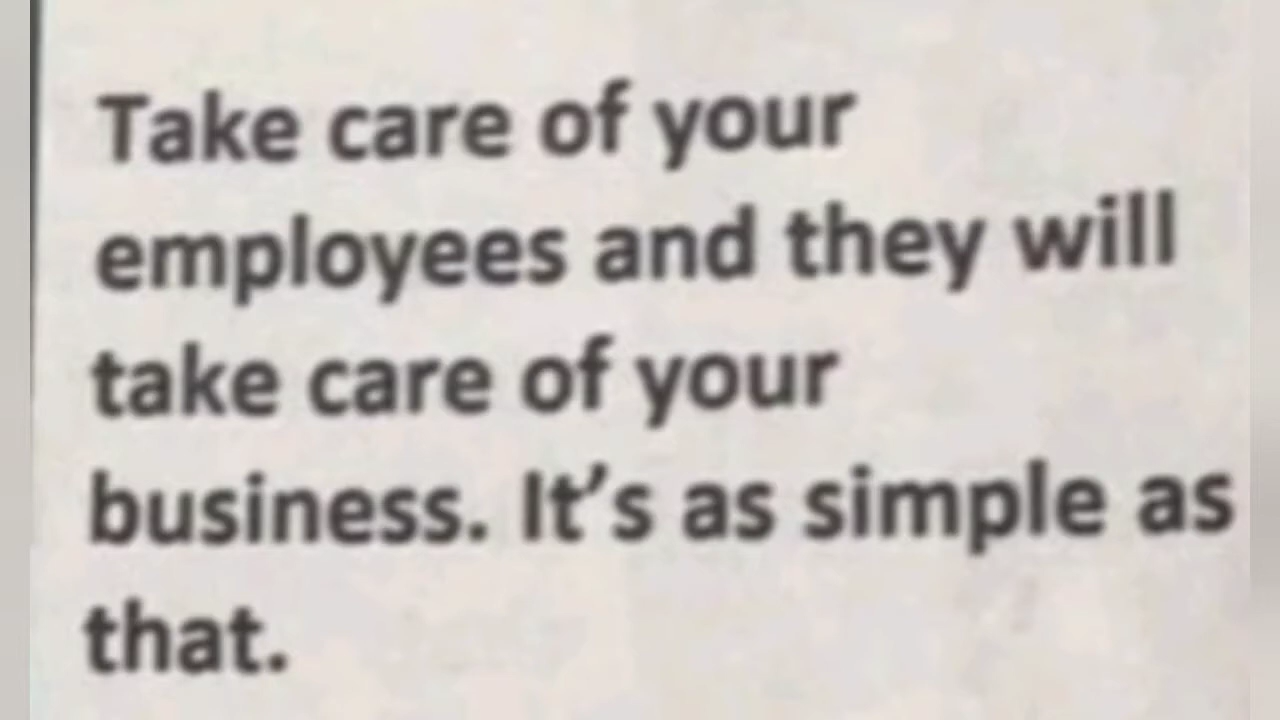 Take care of your
employees and they will
take care of your
business. It’s as simple as
that.